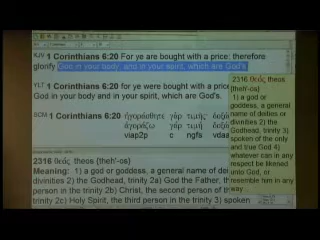 KJV 1 Corinthians 6:20 For ye are bought with a price: therefore
glorify God in your body, and in your spirit, which are God's.
YLT 1 Corinthians 6:20 for ye were bought with a price;
God in your body and in your spirit, which are God's.
SCM 1 Corinthians 6:20 ἠγοράσθητε γὰρ τιμῆς·
ἀγοράζω γάρ τιμή
viap2p c ngfs vdaa
2316 θεός theos
[theh'-os]
1) a god or
goddess, a general
name of deities or
divinities 2) the
Godhead, trinity 3)
spoken of the only
and true God 4)
whatever can in any
respect be likened
unto God, or
resemble him in any
way
2316 θεός theos {theh'-os}
Meaning: 1) a god or goddess, a general name of dei
divinities 2) the Godhead, trinity 2a) God the Father, th
person in the trinity 2b) Christ, the second person of
trinity 2c) Holy Spirit, the third person in the trinity 3) spoken